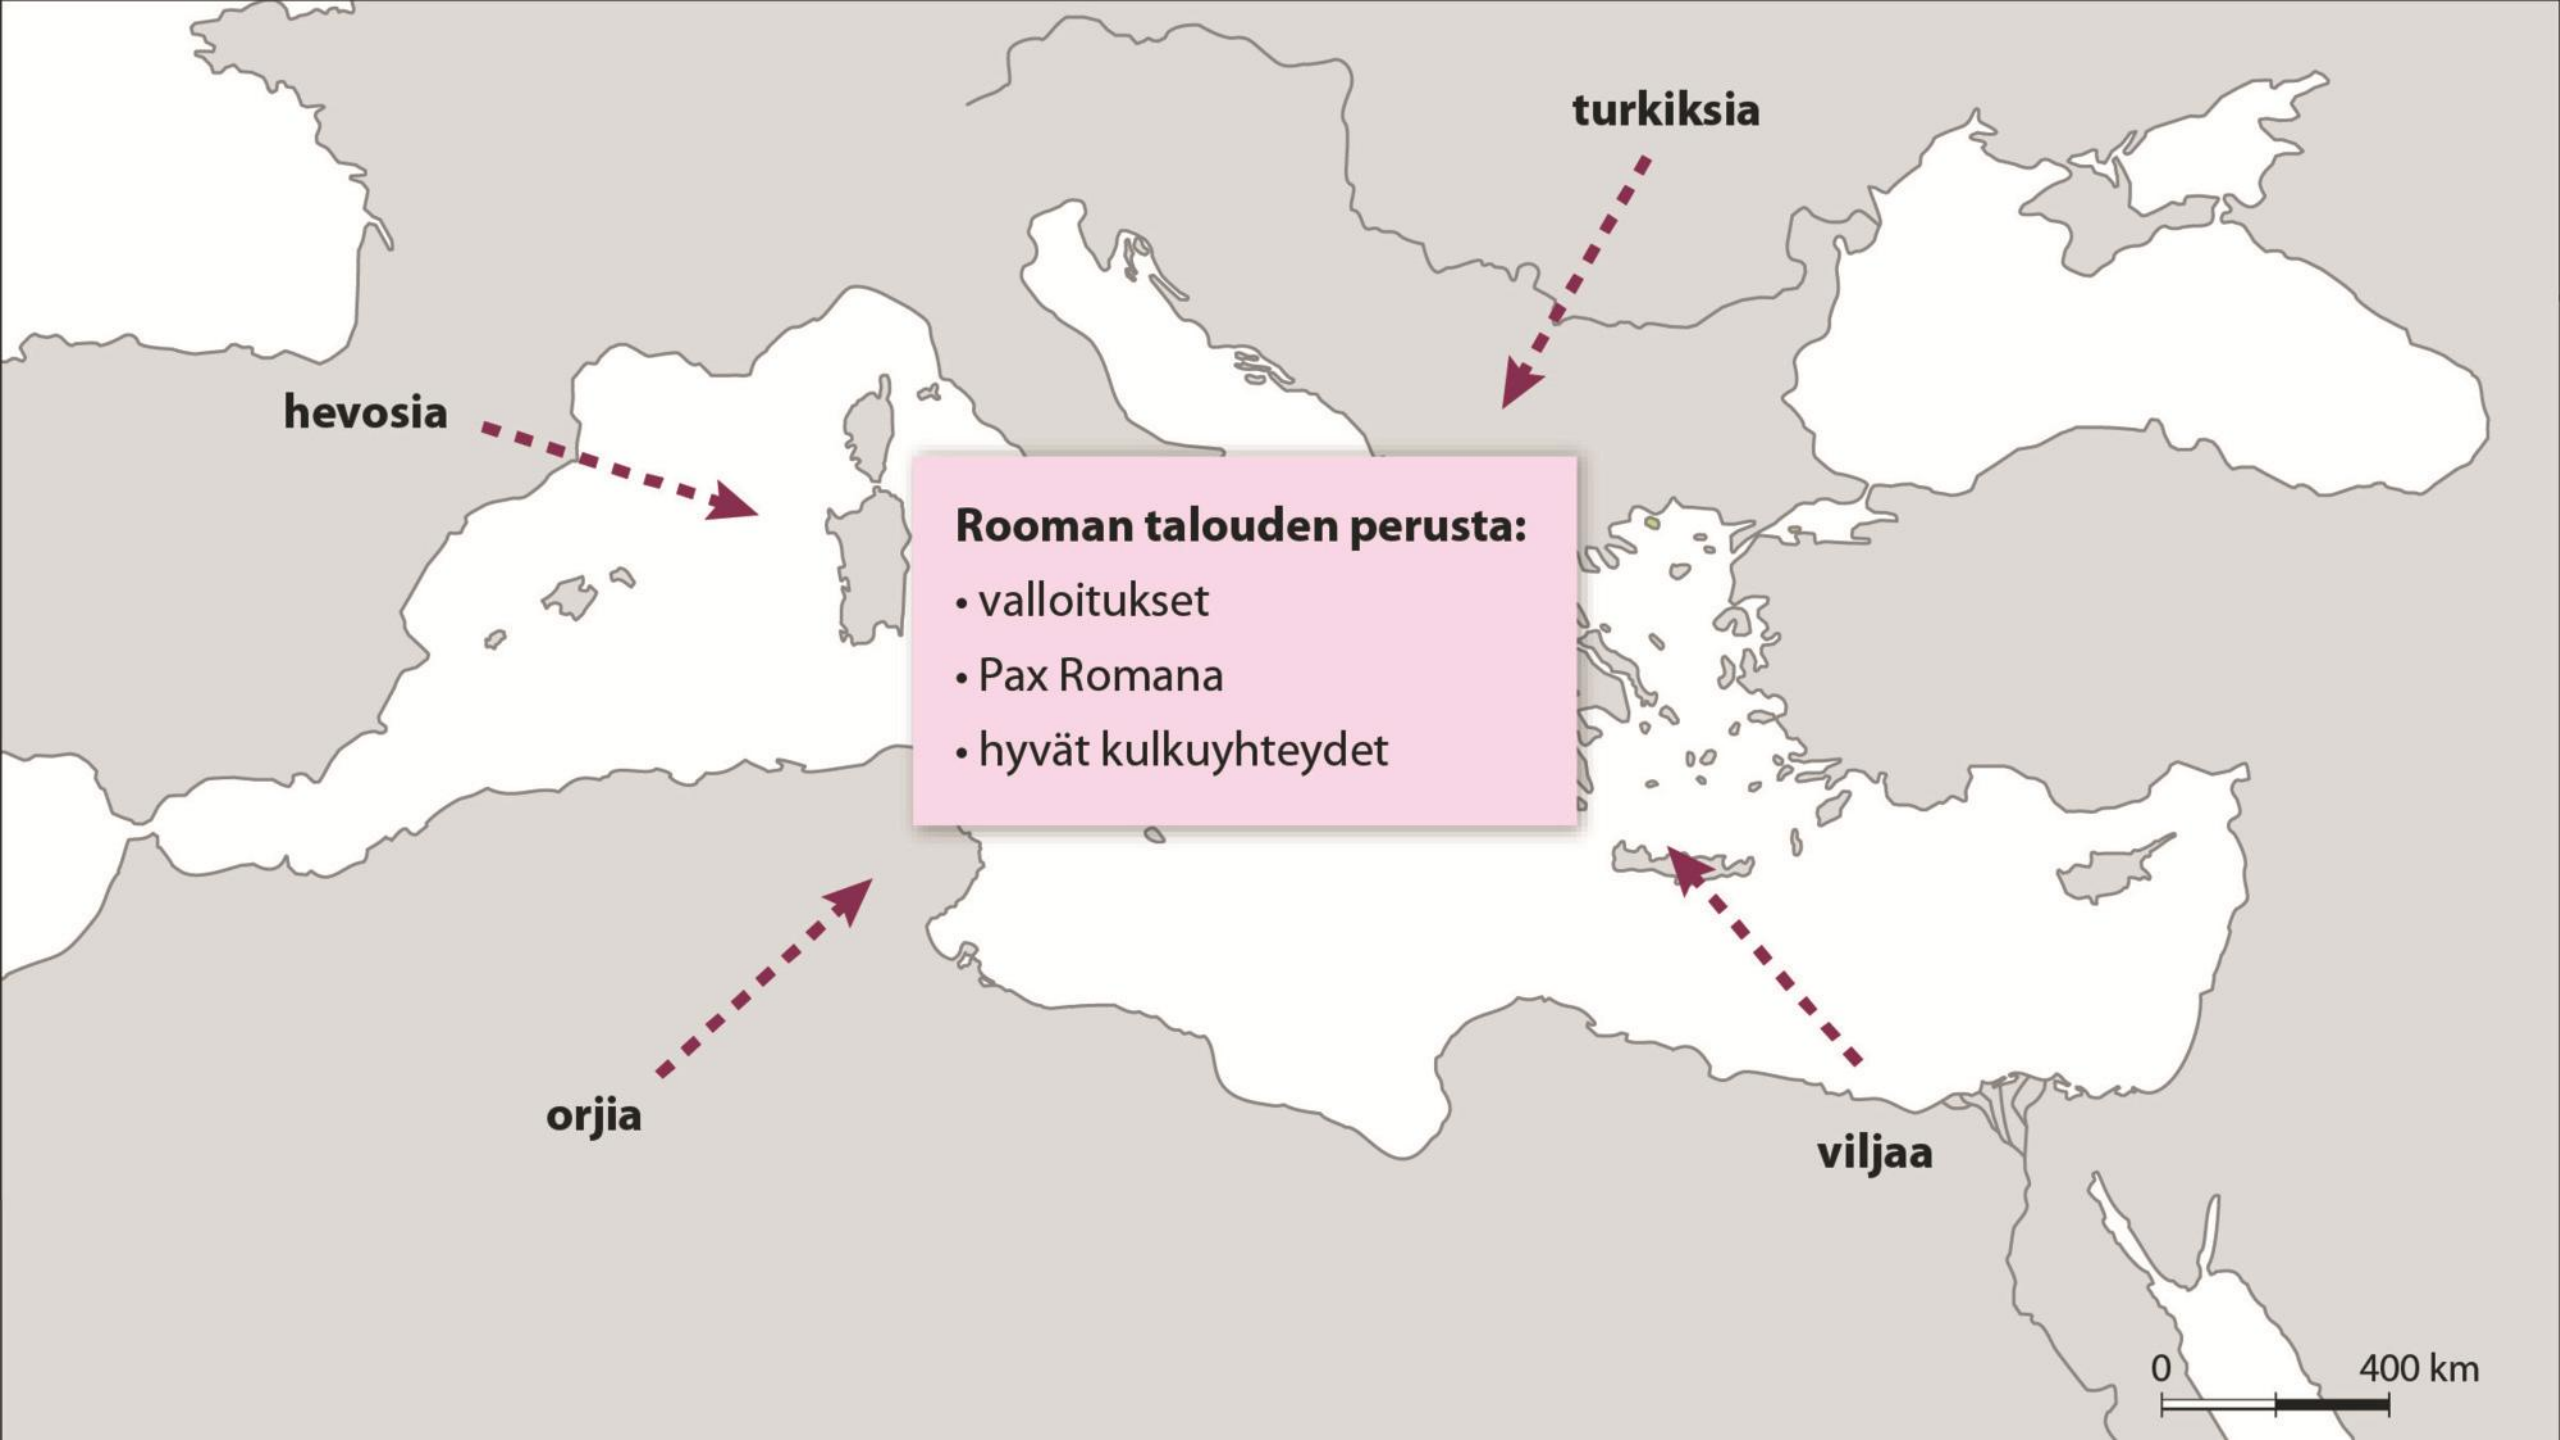 turkiksia
hevosia
Rooman talouden perusta:
• valloitukset
• Pax Romana
• hyvät kulkuyhteydet
orjia
viljaa
0 400 km